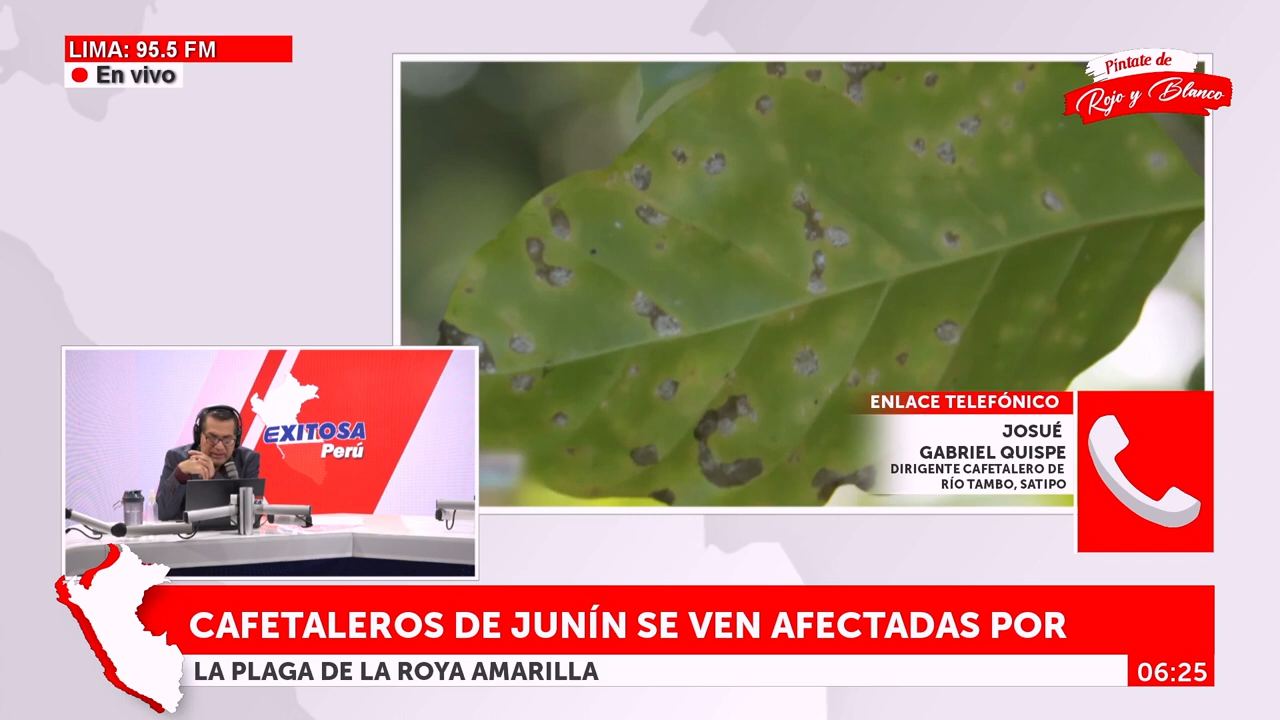 LIMA: 95.5 FM
En vivo
Píntate de
Rojo y Blanco
EXITOSA
Perú
ENLACE TELEFÓNICO
JOSUÉ
GABRIEL QUISPE
DIRIGENTE CAFETALERO DE
RÍO TAMBO, SATIPO
CAFETALEROS DE JUNÍN SE VEN AFECTADAS POR
LA PLAGA DE LA ROYA AMARILLA
06:25